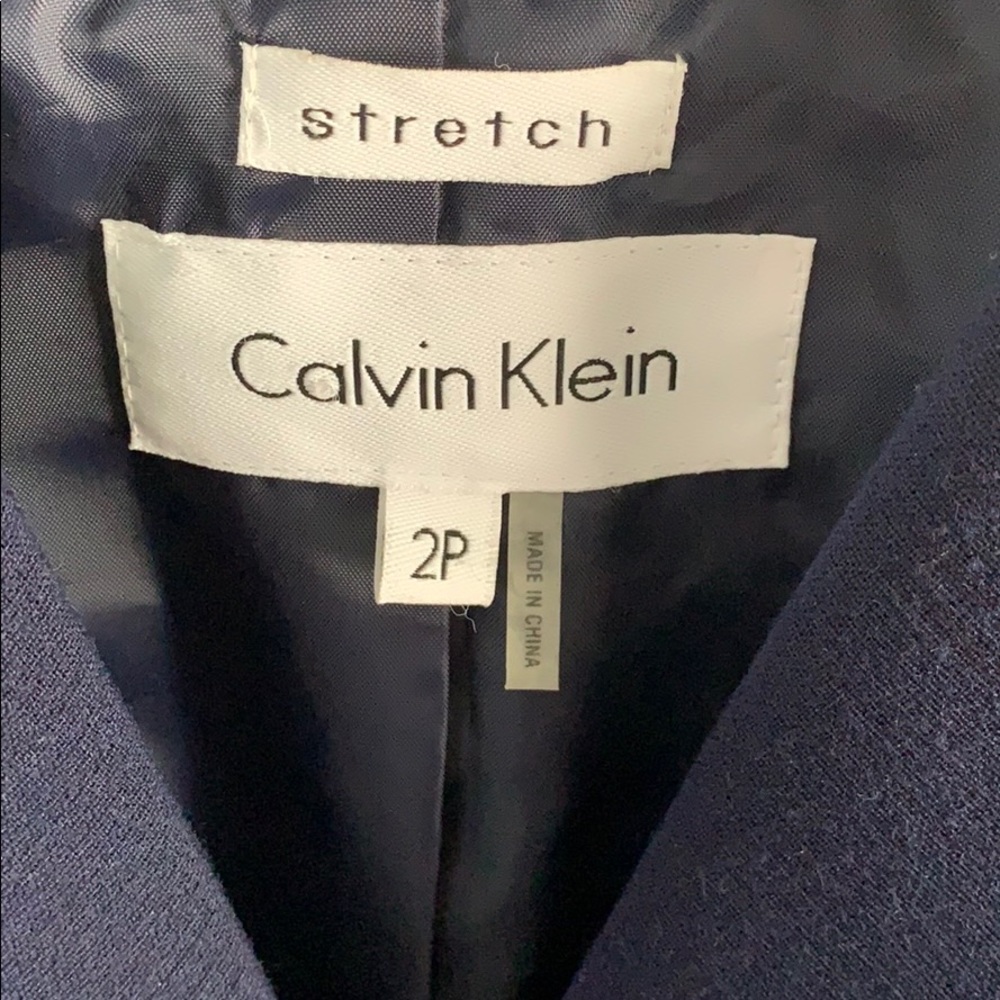 stretch
Calvin Klein
2P
MADE IN CHINA